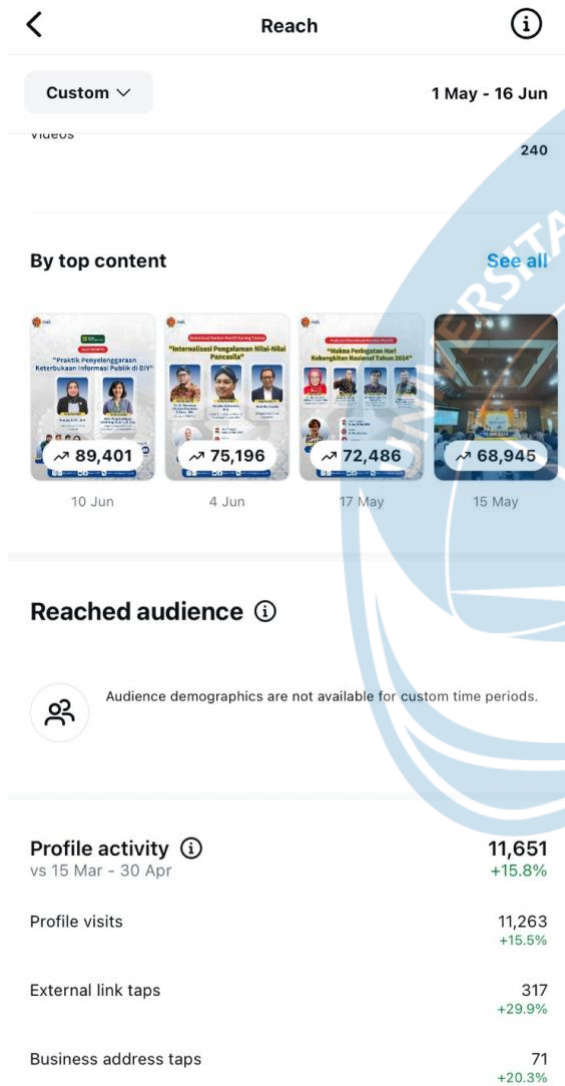 Reach
Custom
1 May - 16 Jun
Videos
240
By top content
See all
"Praktik Penyelenggaraan
Keterbukaan Informasi Publik di DIY"
"Internalisasi Pengalaman Nilai-Nilai
Pancasila"
"Makna Peringatan Hari
Kebangkitan Nasional Tahun 2024"
89,401
75,196
72,486
68,945
10 Jun
4 Jun
17 May
15 May
Reached audience
Audience demographics are not available for custom time periods.
Profile activity
11,651
vs 15 Mar - 30 Apr
+15.8%
Profile visits
11,263
+15.5%
External link taps
317
+29.9%
Business address taps
71
+20.3%